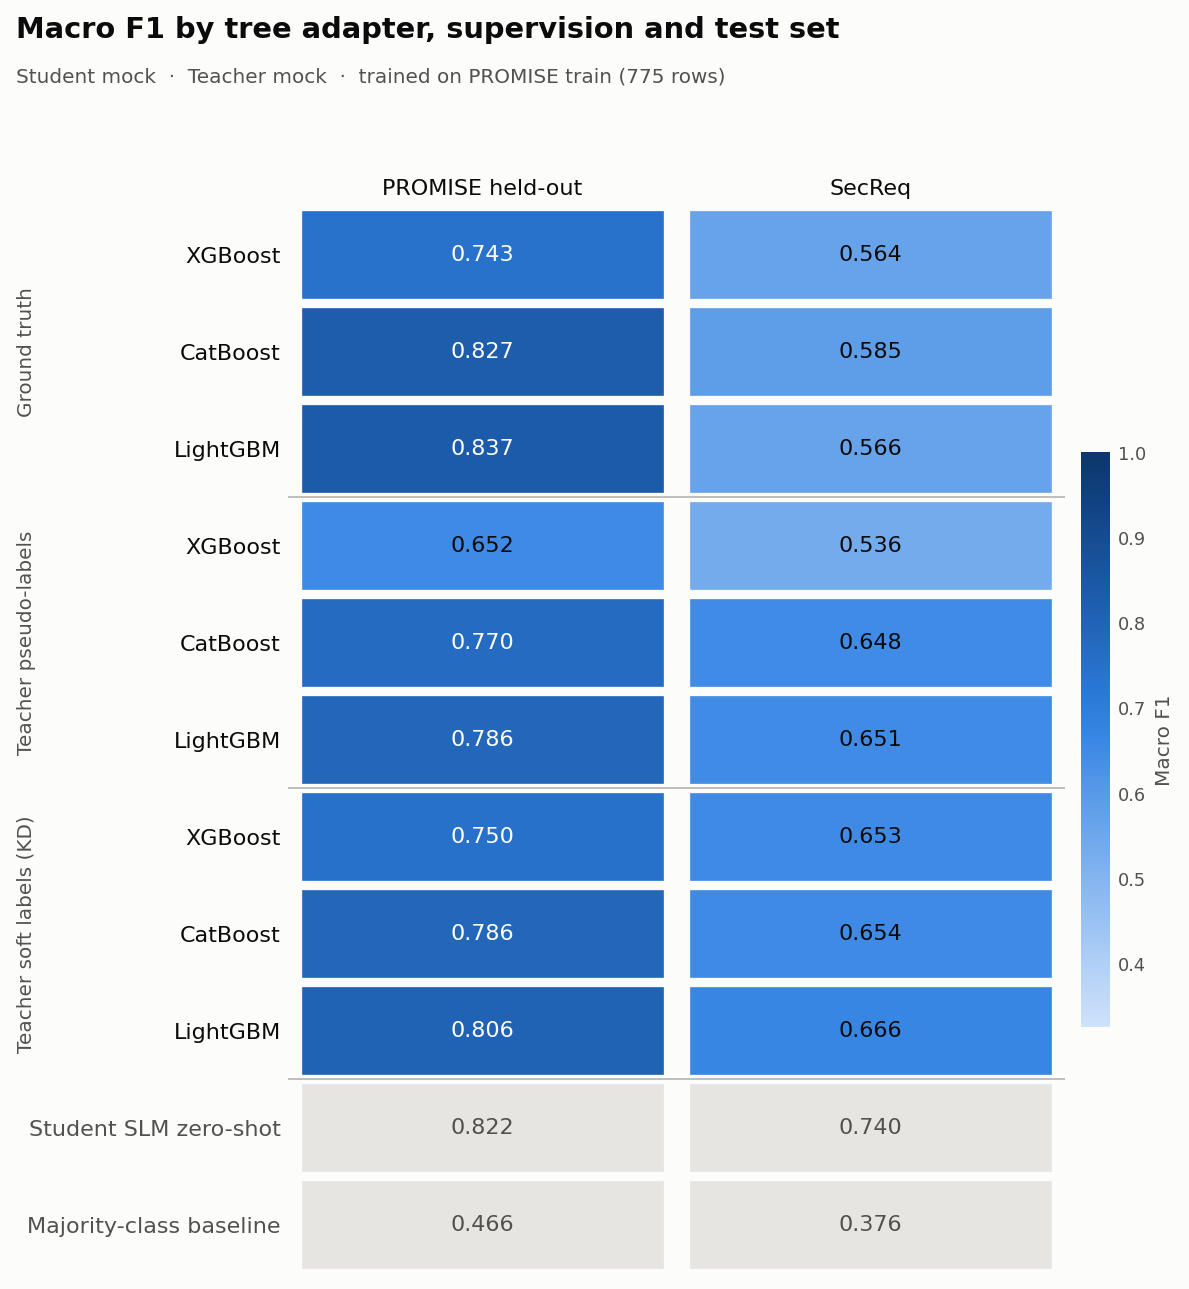 Macro F1 by tree adapter, supervision and test set
Student mock · Teacher mock · trained on PROMISE train (775 rows)
PROMISE held-out SecReq
Ground truth
XGBoost 0.743 0.564
CatBoost 0.827 0.585
LightGBM 0.837 0.566
Teacher pseudo-labels
XGBoost 0.652 0.536
CatBoost 0.770 0.648
LightGBM 0.786 0.651
Teacher soft labels (KD)
XGBoost 0.750 0.653
CatBoost 0.786 0.654
LightGBM 0.806 0.666
Student SLM zero-shot 0.822 0.740
Majority-class baseline 0.466 0.376
1.0
0.9
0.8
0.7
0.6
0.5
0.4
Macro F1